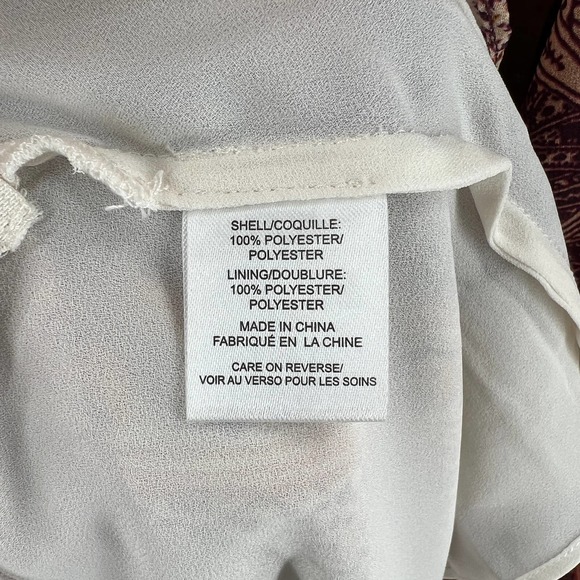 SHELL/COQUILLE:
100% POLYESTER/
POLYESTER
LINING/DOUBLURE:
100% POLYESTER/
POLYESTER
MADE IN CHINA
FABRIQUÉ EN LA CHINE
CARE ON REVERSE/
VOIR AU VERSO POUR LES SOINS